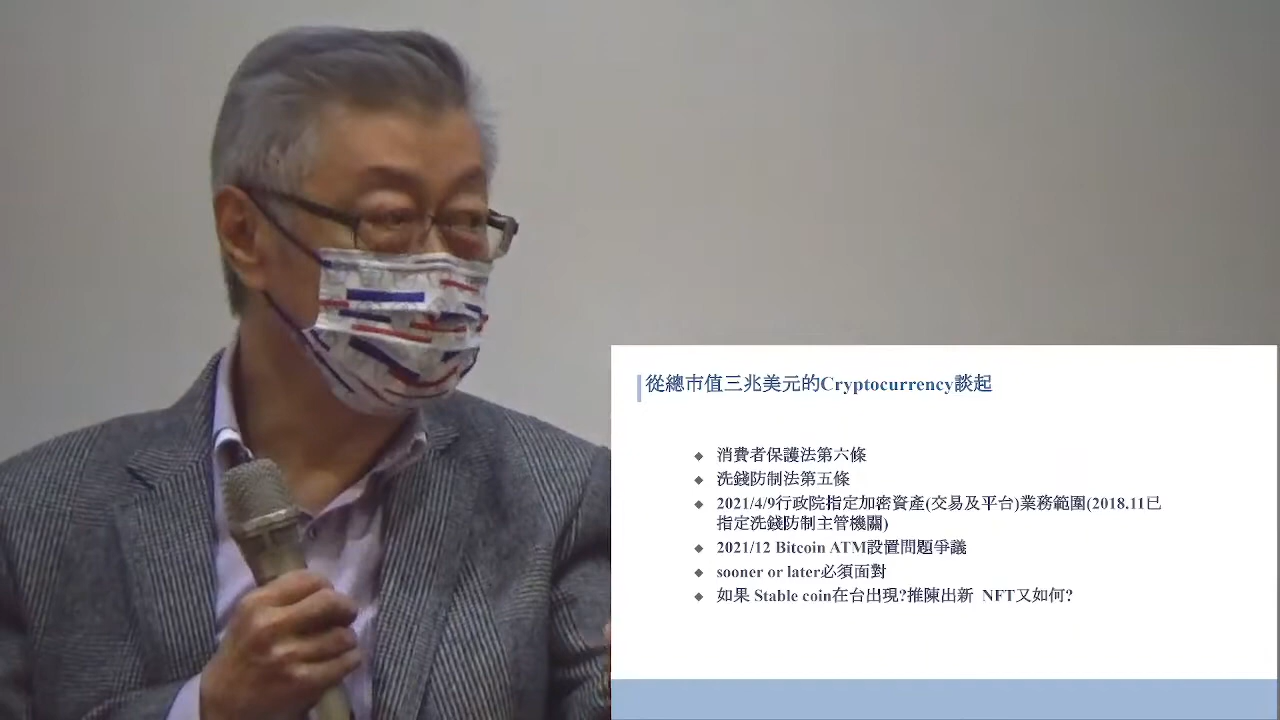 從總市值三兆美元的Cryptocurrency談起
消費者保護法第六條
洗錢防制法第五條
2021/4/9行政院指定加密資產(交易及平台)業務範圍(2018.11已
指定洗錢防制主管機關)
2021/12 Bitcoin ATM設置問題爭議
sooner or later必須面對
如果 Stable coin在台出現?推陳出新 NFT又如何?